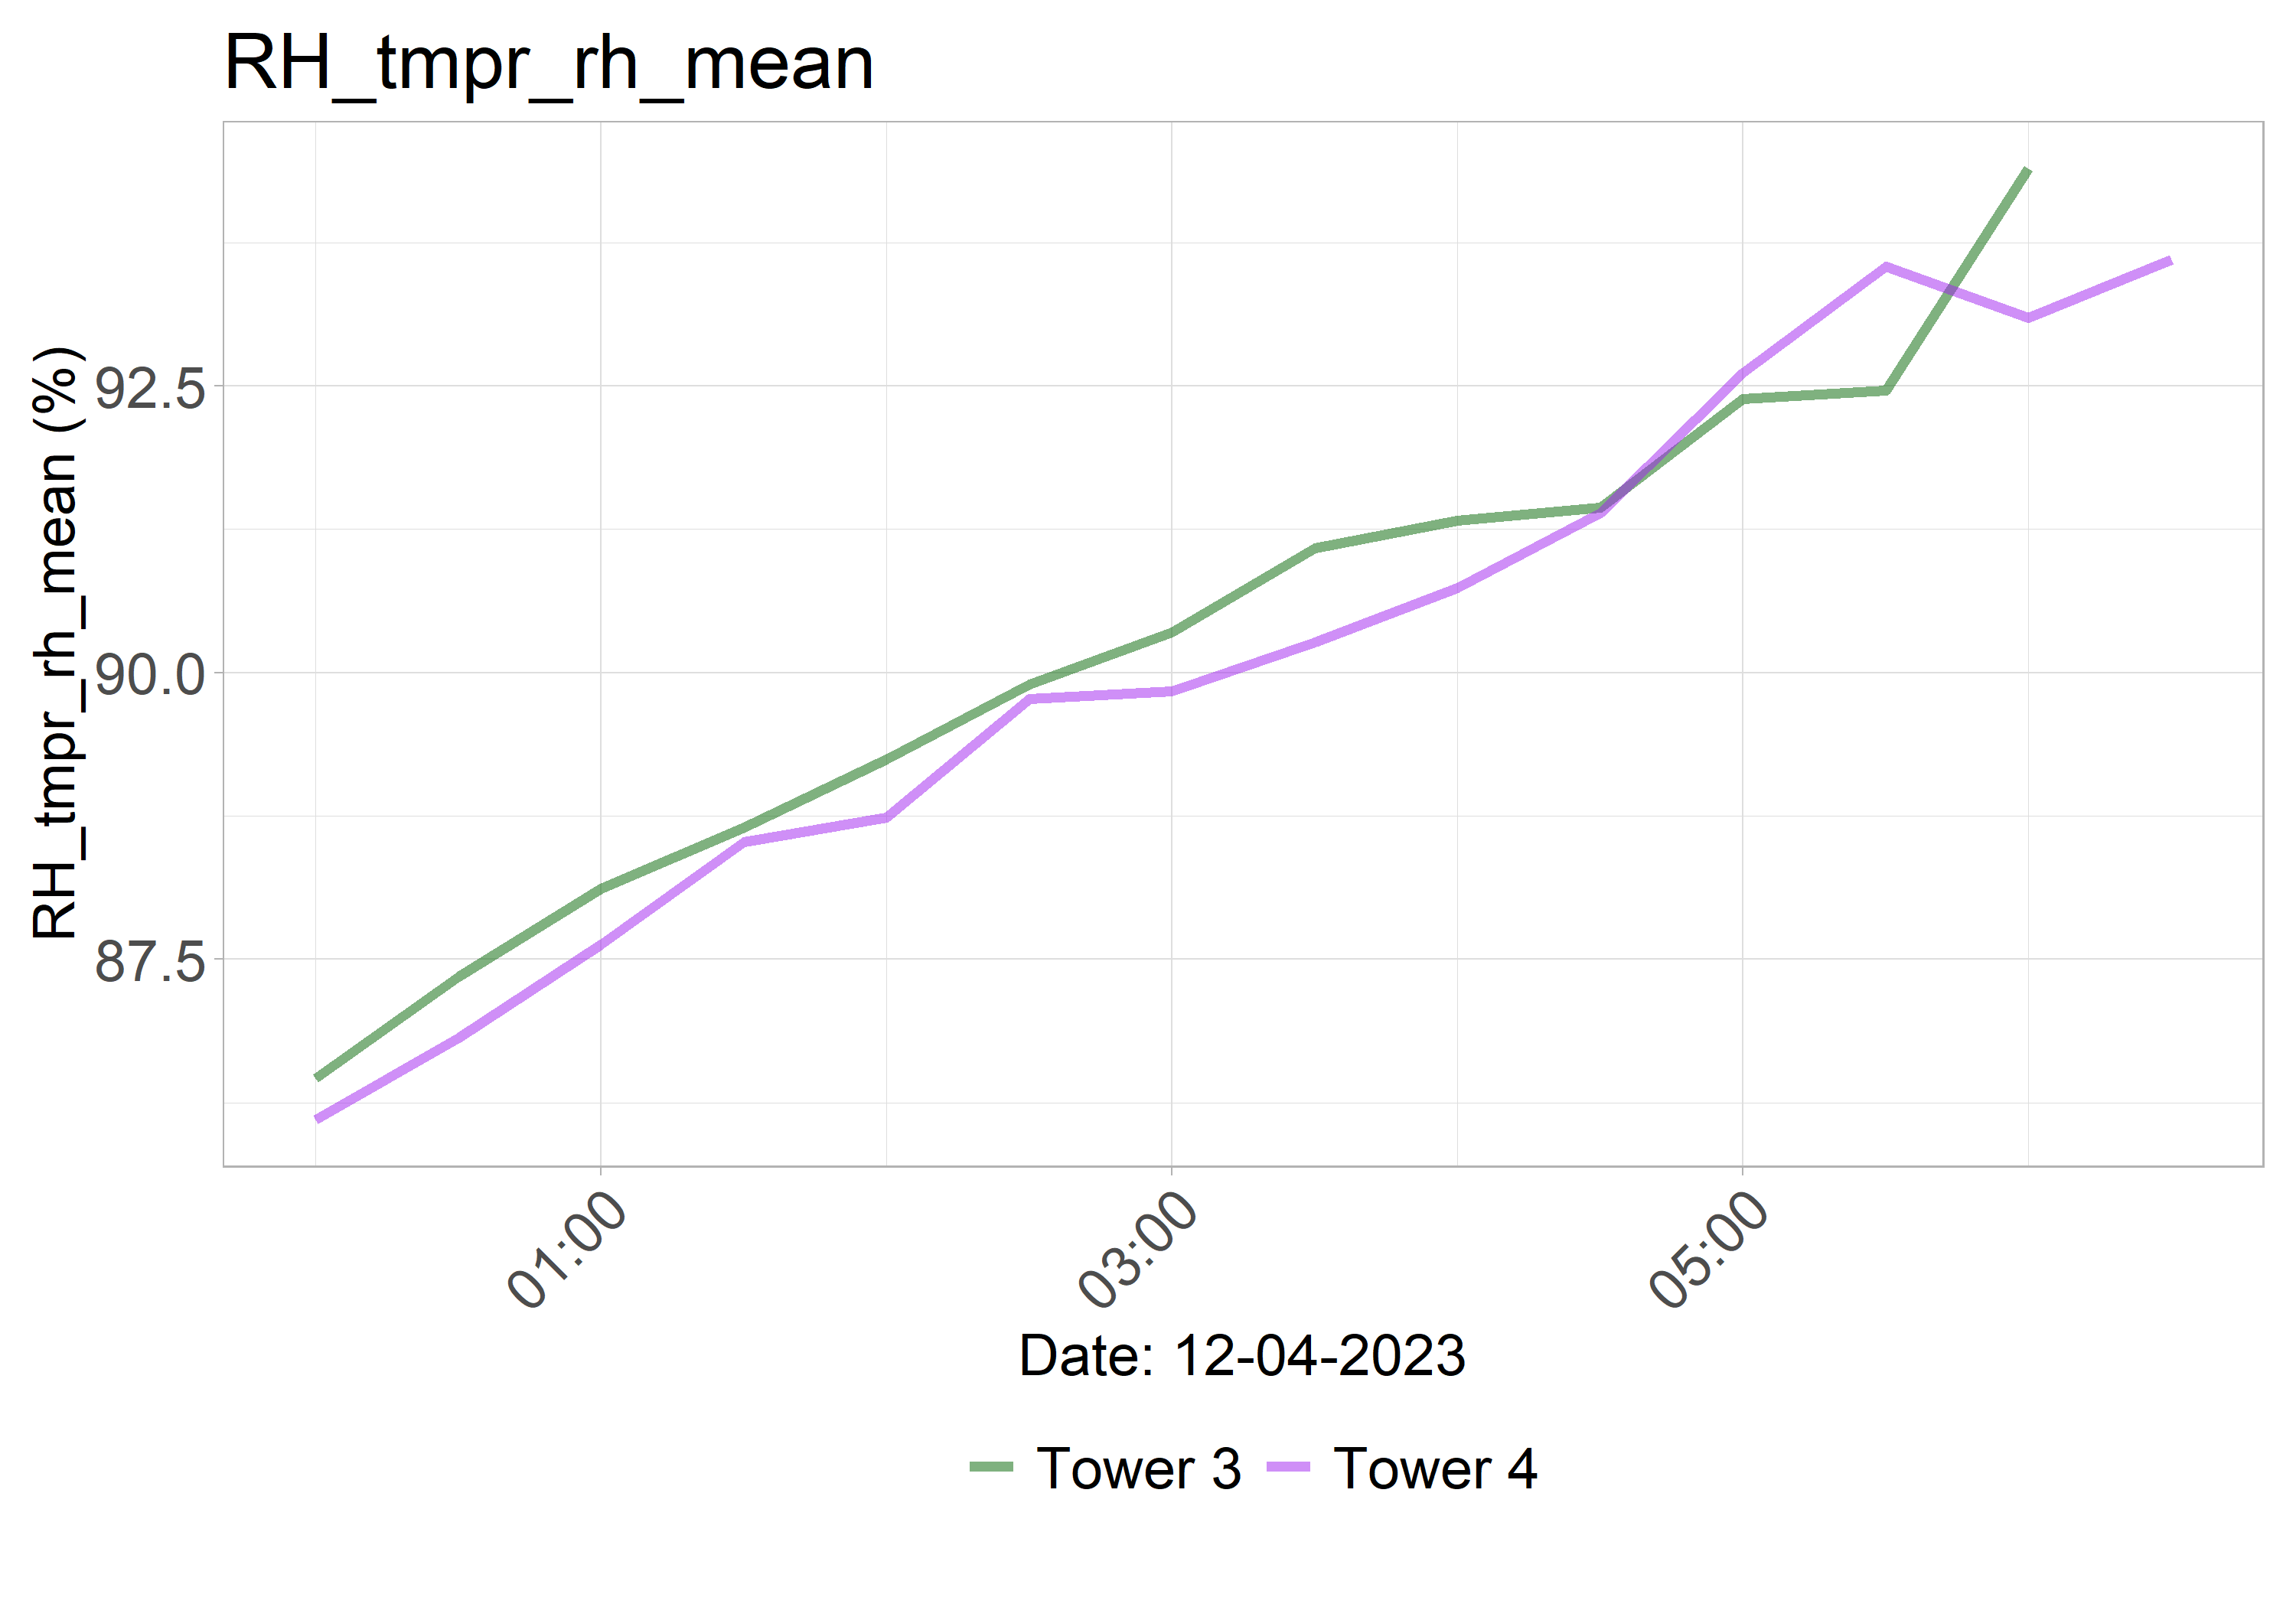 RH_tmpr_rh_mean
RH_tmpr_rh_mean (%)
92.5
90.0
87.5
01:00
03:00
05:00
Date: 12-04-2023
Tower 3
Tower 4